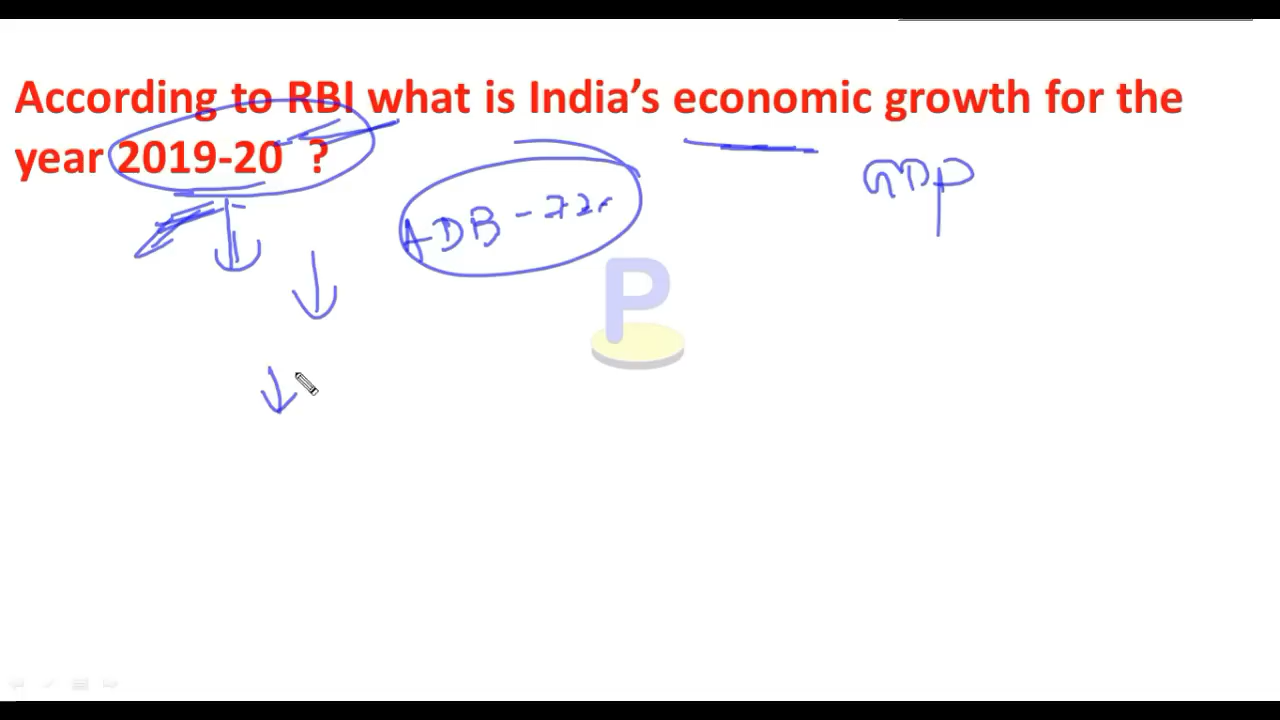 According to RBI what is India's economic growth for the
year 2019-20 ?
GDP
ADB -
P